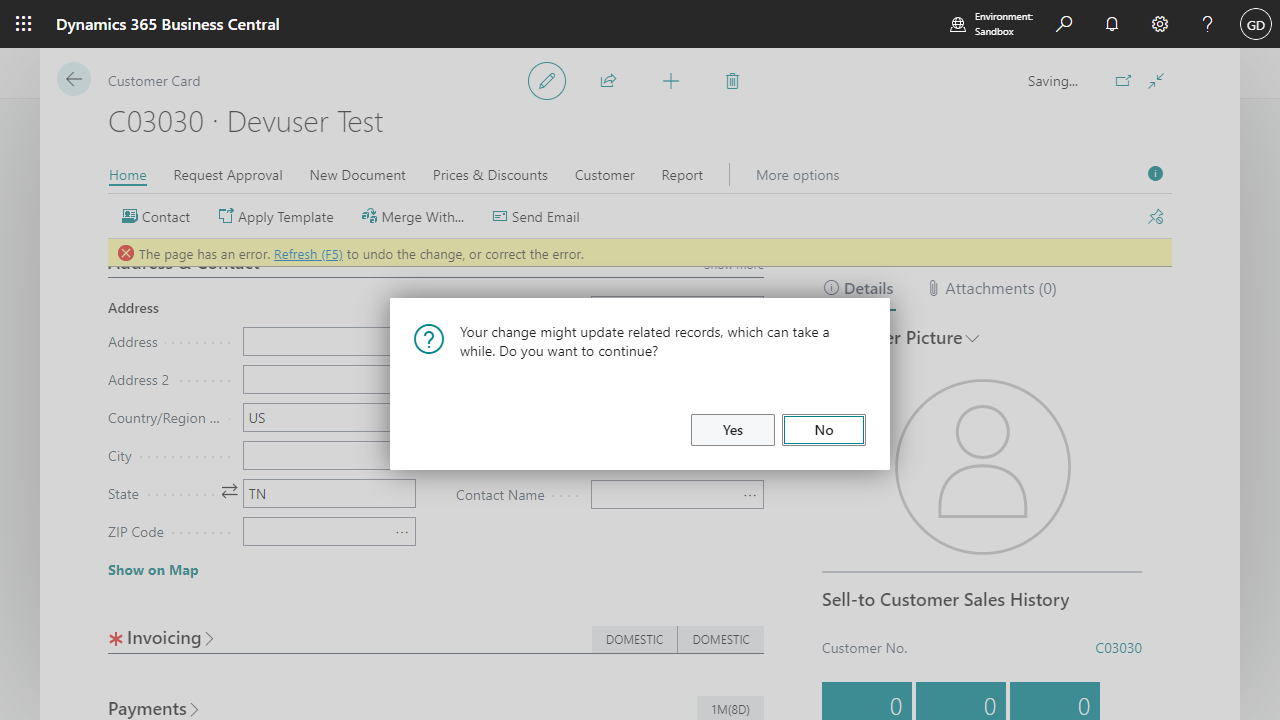 Dynamics 365 Business Central
Environment:
Sandbox
?
GD
Customer Card
Saving...
C03030 · Devuser Test
Home
Request Approval
New Document
Prices & Discounts
Customer
Report
More options
Contact
Apply Template
Merge With...
Send Email
The page has an error. Refresh (F5) to undo the change, or correct the error.
Address & Contact
Show more
Details
Attachments (0)
Address
Address
Address 2
Country/Region ...
US
City
State
TN
ZIP Code
Show on Map
Contact Name
Your change might update related records, which can take a
while. Do you want to continue?
Yes
No
Picture
Sell-to Customer Sales History
Invoicing
DOMESTIC
DOMESTIC
Customer No.
C03030
Payments
1M(8D)
0
0
0